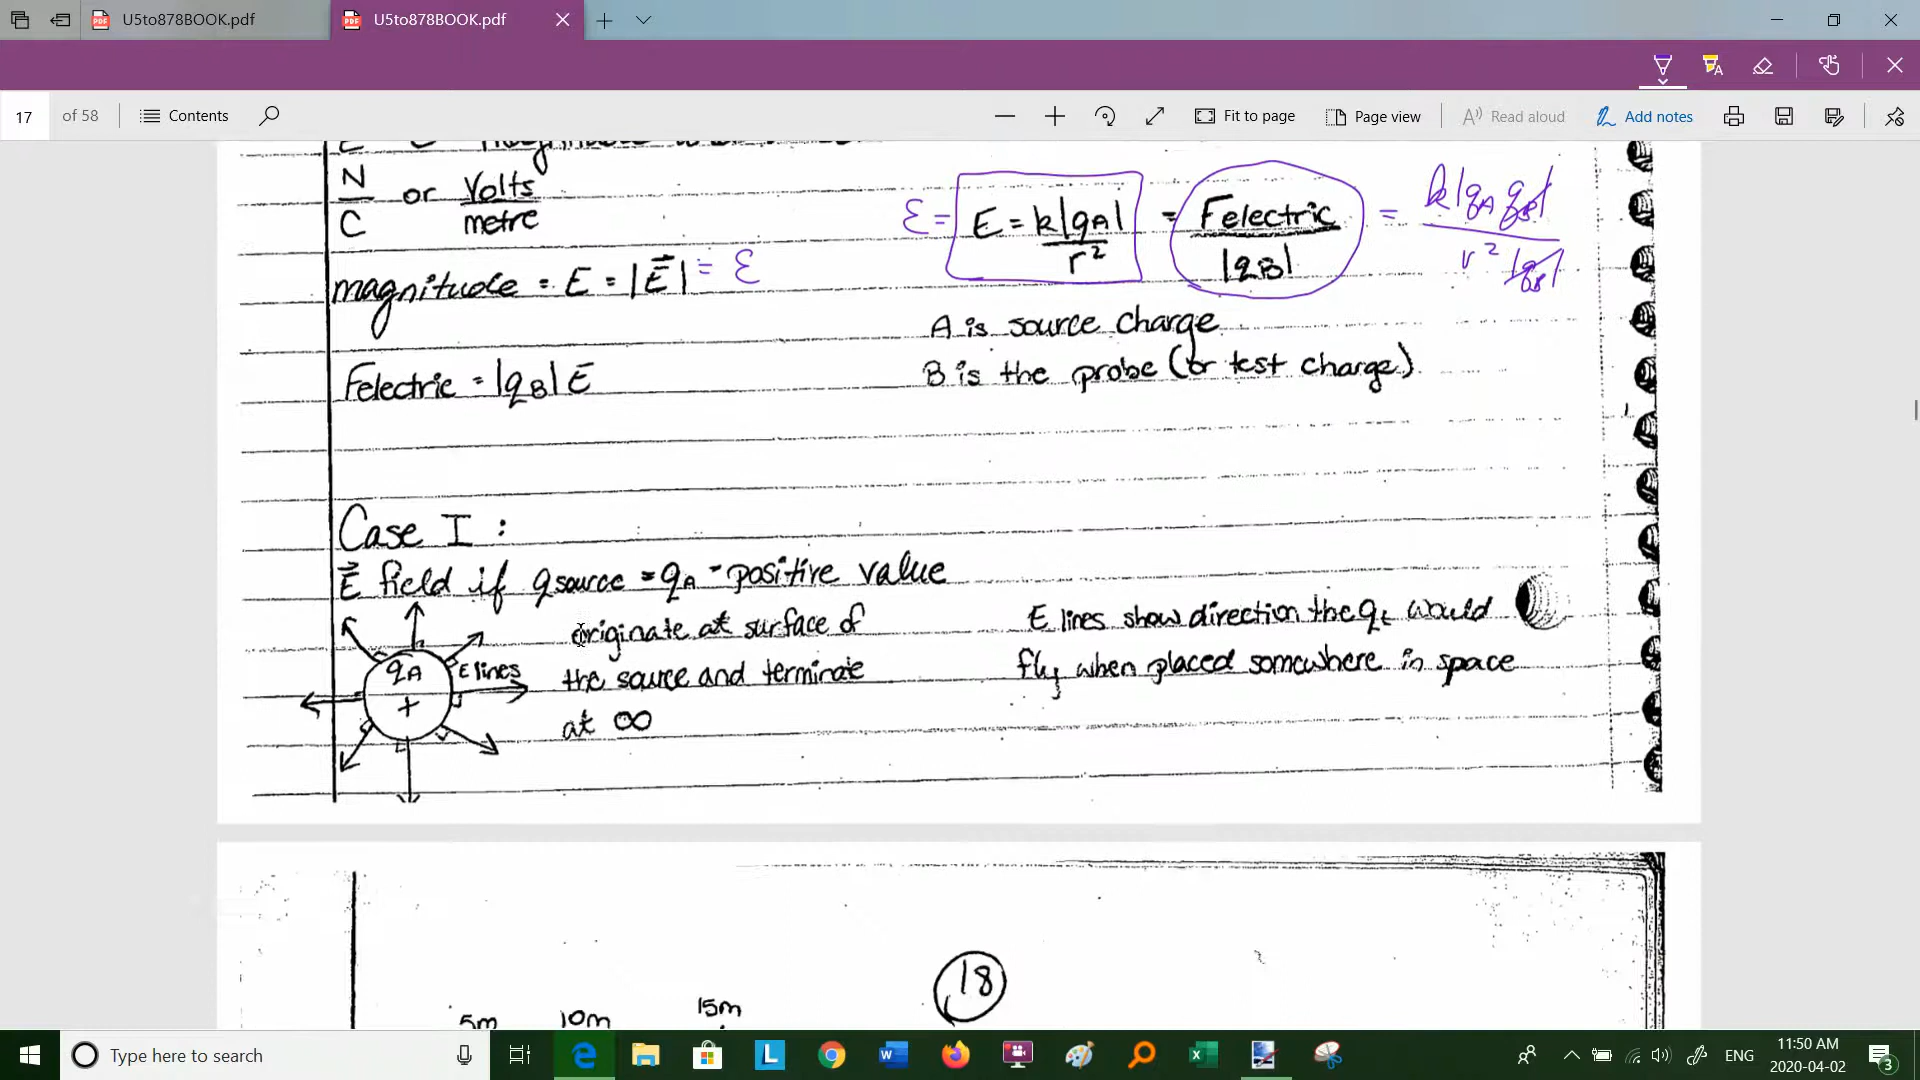 U5to878BOOK.pdf
U5to878BOOK.pdf
17 of 58
Contents
Fit to page
Page view
Read aloud
Add notes
N/C or Volts/metre
ε = E = k|qA|/r² = Felectric/|qB| = k|qA qB|/r²|qB|
magnitude = E = |E⃗| = ε
A is source charge
Felectric = |qB| E
B is the probe (or test charge)
Case I :
E⃗ field if qsource = qA = positive value
originate at surface of
the source and terminate
at ∞
qA
+
E lines
E lines show direction the qt would
fly when placed somewhere in space
18
5m 10m 15m
Type here to search
ENG
11:50 AM
2020-04-02
3